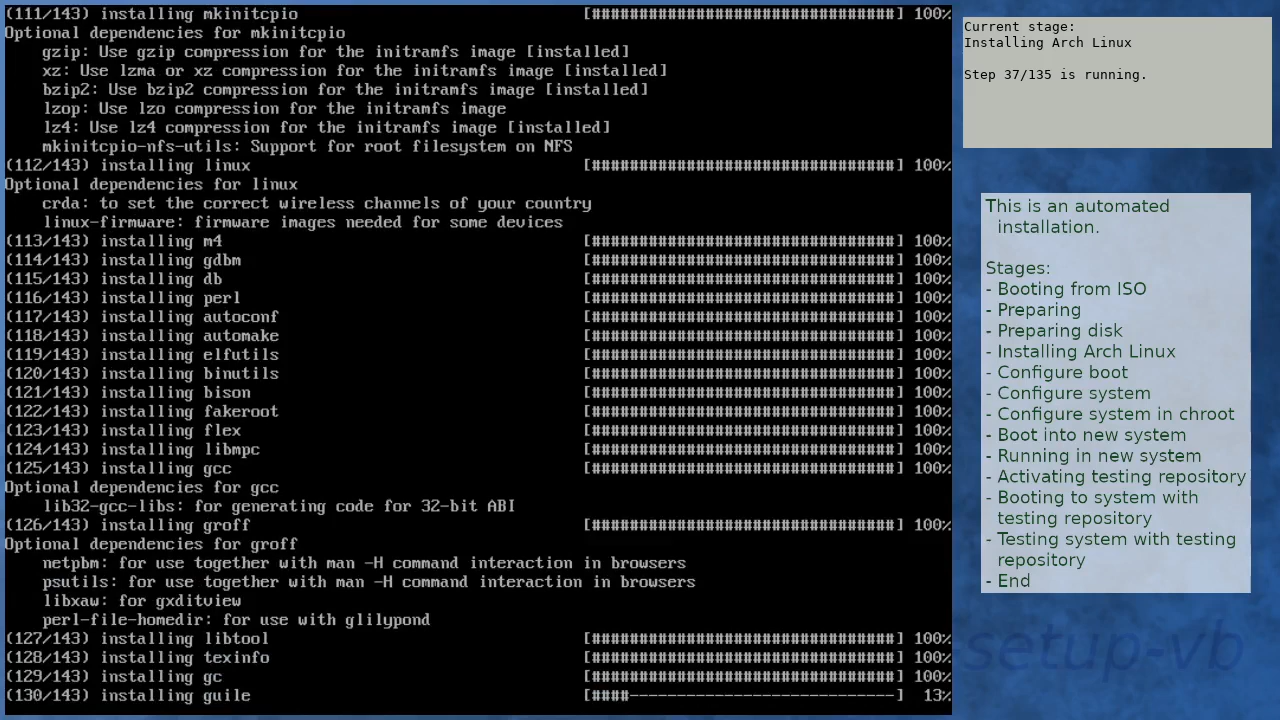 (111/143) installing mkinitcpio [################################] 100%
Optional dependencies for mkinitcpio
gzip: Use gzip compression for the initramfs image [installed]
xz: Use lzma or xz compression for the initramfs image [installed]
bzip2: Use bzip2 compression for the initramfs image [installed]
lzop: Use lzo compression for the initramfs image
lz4: Use lz4 compression for the initramfs image [installed]
mkinitcpio-nfs-utils: Support for root filesystem on NFS
(112/143) installing linux [################################] 100%
Optional dependencies for linux
crda: to set the correct wireless channels of your country
linux-firmware: firmware images needed for some devices
(113/143) installing m4 [################################] 100%
(114/143) installing gdbm [################################] 100%
(115/143) installing db [################################] 100%
(116/143) installing perl [################################] 100%
(117/143) installing autoconf [################################] 100%
(118/143) installing automake [################################] 100%
(119/143) installing elfutils [################################] 100%
(120/143) installing binutils [################################] 100%
(121/143) installing bison [################################] 100%
(122/143) installing fakeroot [################################] 100%
(123/143) installing flex [################################] 100%
(124/143) installing libmpc [################################] 100%
(125/143) installing gcc [################################] 100%
Optional dependencies for gcc
lib32-gcc-libs: for generating code for 32-bit ABI
(126/143) installing groff [################################] 100%
Optional dependencies for groff
netpbm: for use together with man -H command interaction in browsers
psutils: for use together with man -H command interaction in browsers
libxaw: for gxditview
perl-file-homedir: for use with glilypond
(127/143) installing libtool [################################] 100%
(128/143) installing texinfo [################################] 100%
(129/143) installing gc [################################] 100%
(130/143) installing guile [####----------------------------] 13%
Current stage:
Installing Arch Linux
Step 37/135 is running.
This is an automated
installation.
Stages:
- Booting from ISO
- Preparing
- Preparing disk
- Installing Arch Linux
- Configure boot
- Configure system
- Configure system in chroot
- Boot into new system
- Running in new system
- Activating testing repository
- Booting to system with
testing repository
- Testing system with testing
repository
- End
setup-vb